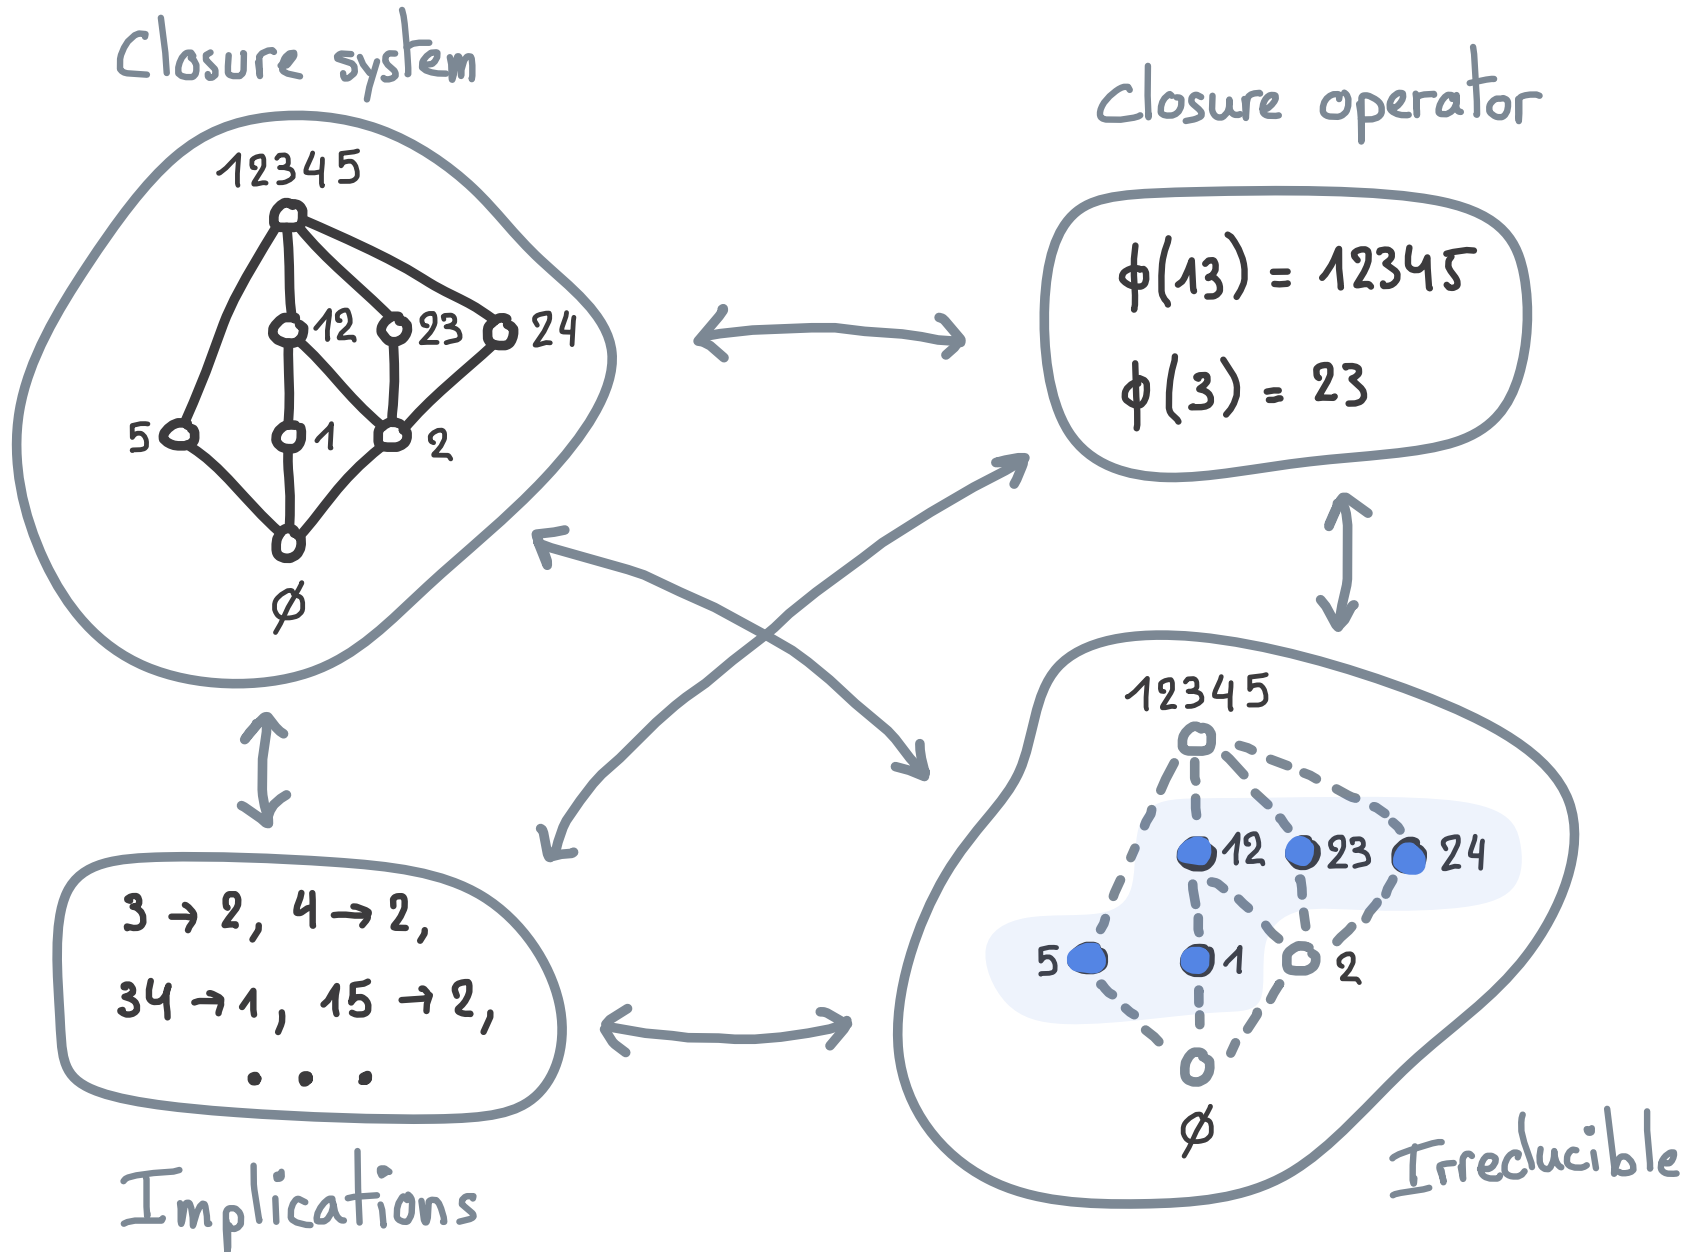 Closure system
12345
12
23
24
5
1
2
∅
Closure operator
ϕ(13) = 12345
ϕ(3) = 23
3 → 2, 4 → 2,
34 → 1, 15 → 2,
. . .
Implications
12345
12
23
24
5
1
2
∅
Irreducible